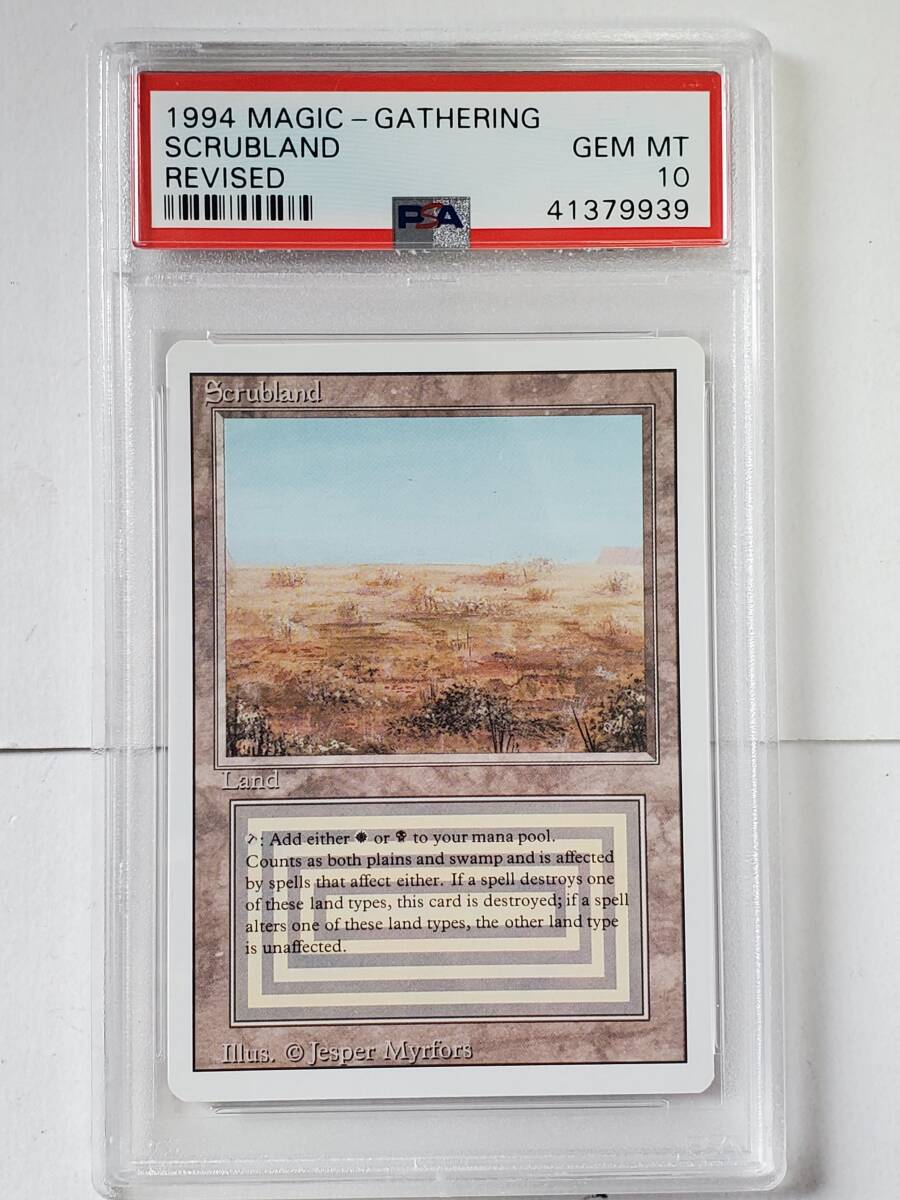 1994 MAGIC - GATHERING
SCRUBLAND GEM MT
REVISED 10
41379939
PSA
Scrubland
Land
: Add either or to your mana pool.
Counts as both plains and swamp and is affected
by spells that affect either. If a spell destroys one
of these land types, this card is destroyed; if a spell
alters one of these land types, the other land type
is unaffected.
Illus. © Jesper Myrfors